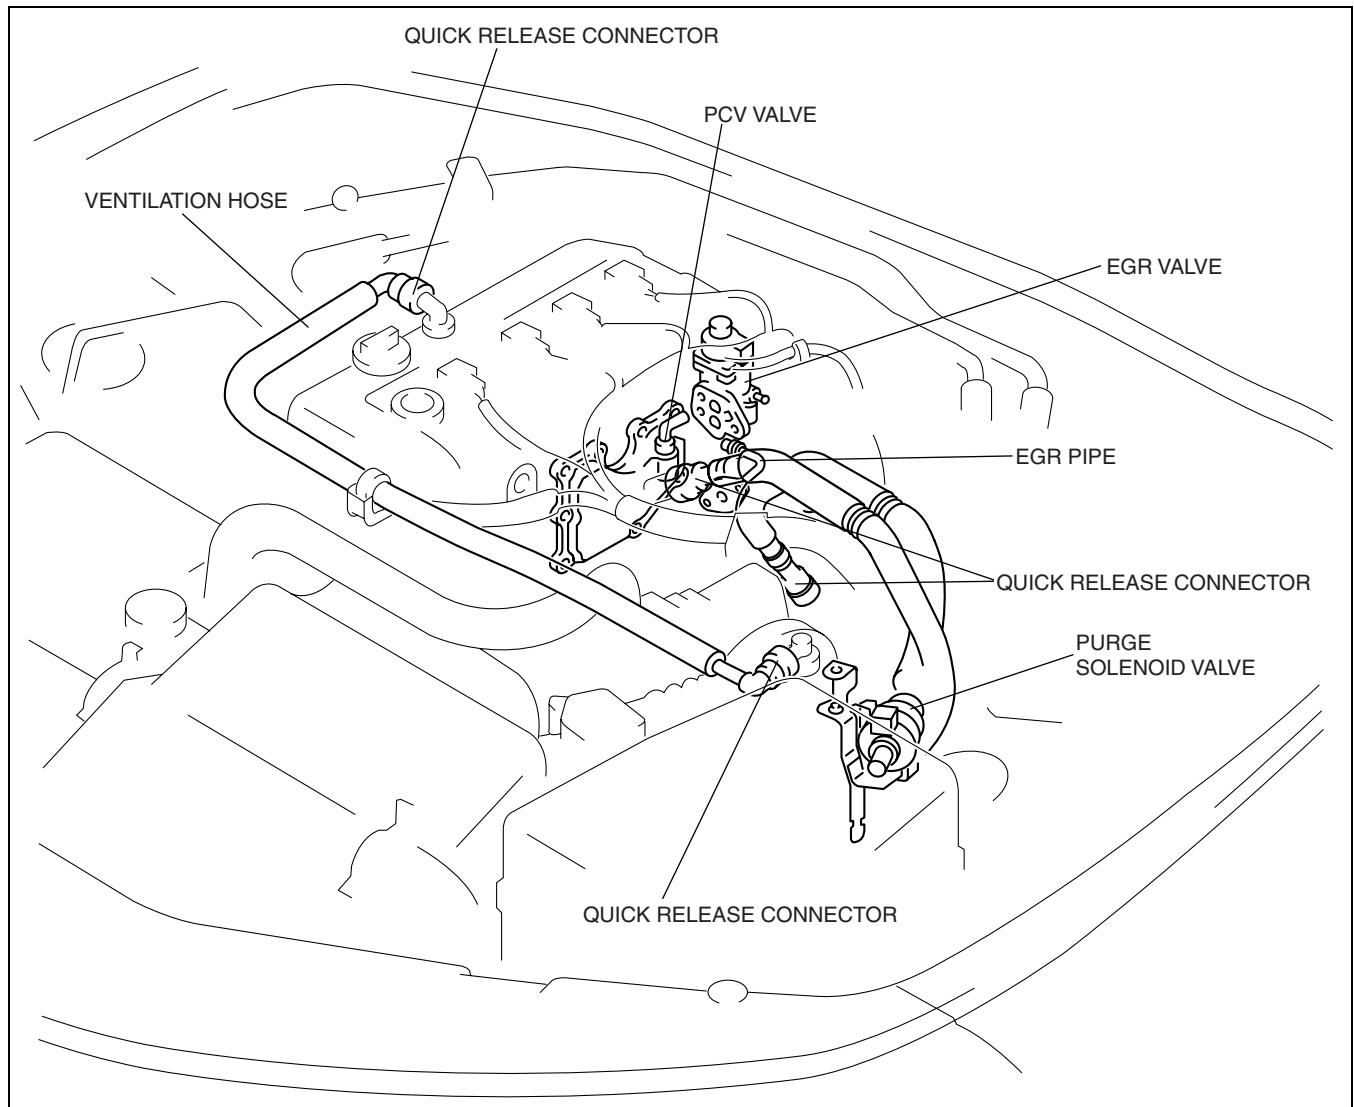 QUICK RELEASE CONNECTOR
PCV VALVE
VENTILATION HOSE
EGR VALVE
EGR PIPE
QUICK RELEASE CONNECTOR
PURGE
SOLENOID VALVE
QUICK RELEASE CONNECTOR